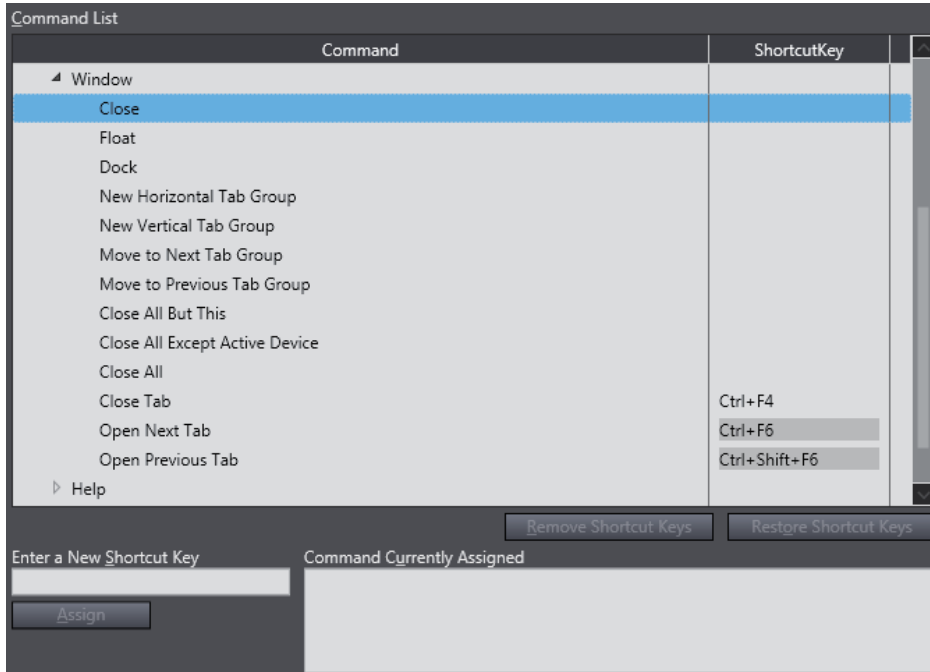 Command List
Command ShortcutKey
Window
Close
Float
Dock
New Horizontal Tab Group
New Vertical Tab Group
Move to Next Tab Group
Move to Previous Tab Group
Close All But This
Close All Except Active Device
Close All
Close Tab Ctrl+F4
Open Next Tab Ctrl+F6
Open Previous Tab Ctrl+Shift+F6
Help
Remove Shortcut Keys Restore Shortcut Keys
Enter a New Shortcut Key Command Currently Assigned
Assign